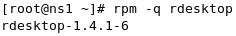 [root@ns1 ~]# rpm -q rdesktop
rdesktop-1.4.1-6